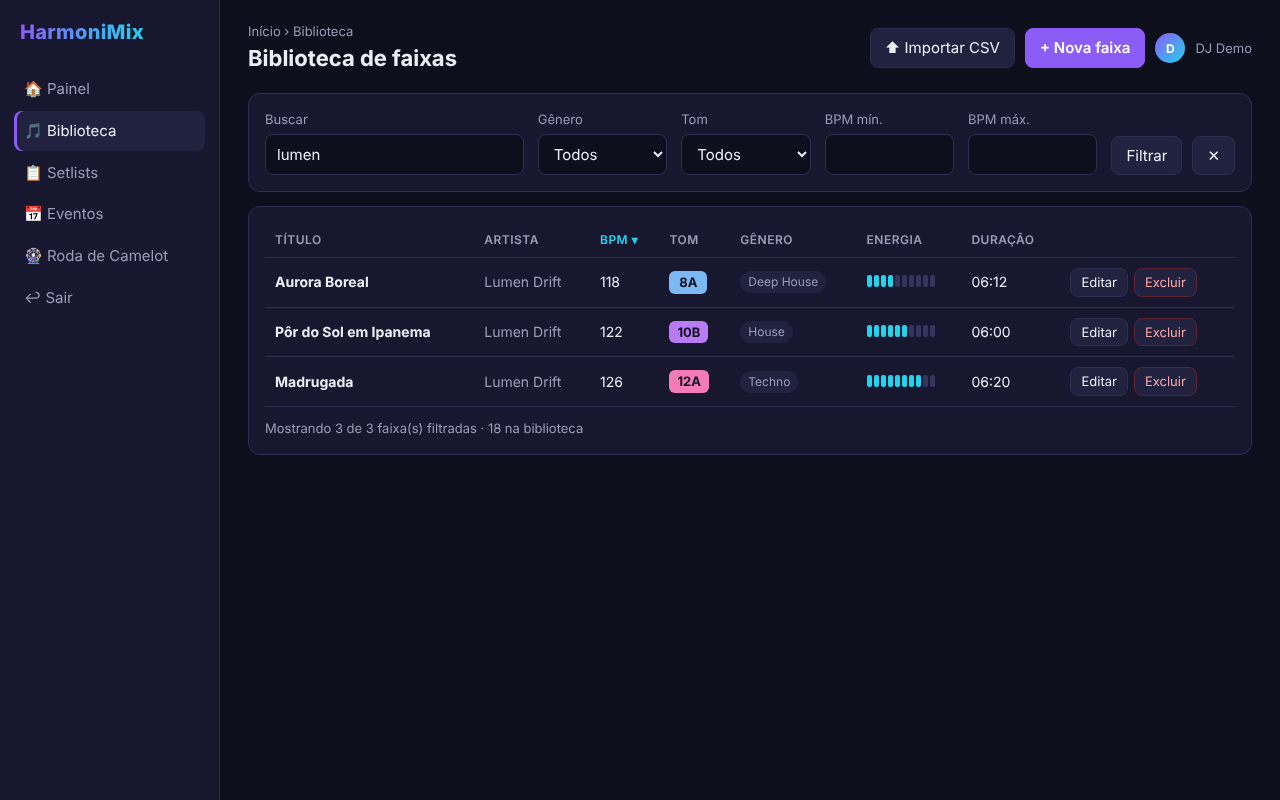 HarmoniMix
🏠 Painel
🎵 Biblioteca
📋 Setlists
📅 Eventos
🎡 Roda de Camelot
↩ Sair
Início › Biblioteca
Biblioteca de faixas
⬆ Importar CSV
+ Nova faixa
D
DJ Demo
Buscar Gênero Tom BPM mín. BPM máx.
lumen Todos Todos Filtrar ✕
TÍTULO ARTISTA BPM ▾ TOM GÊNERO ENERGIA DURAÇÃO
Aurora Boreal Lumen Drift 118 8A Deep House 06:12 Editar Excluir
Pôr do Sol em Ipanema Lumen Drift 122 10B House 06:00 Editar Excluir
Madrugada Lumen Drift 126 12A Techno 06:20 Editar Excluir
Mostrando 3 de 3 faixa(s) filtradas · 18 na biblioteca